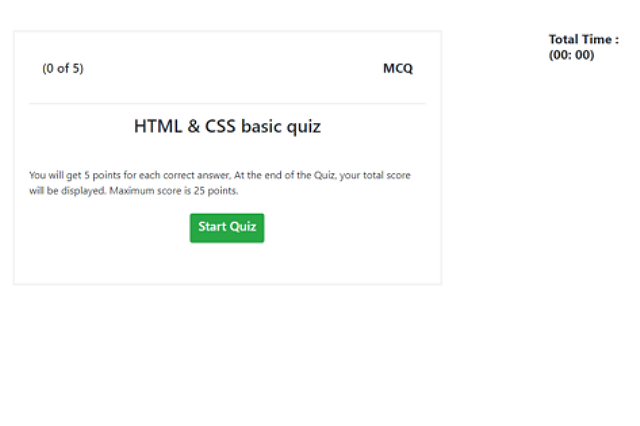 (0 of 5)
MCQ
Total Time :
(00: 00)
HTML & CSS basic quiz
You will get 5 points for each correct answer, At the end of the Quiz, your total score
will be displayed. Maximum score is 25 points.
Start Quiz